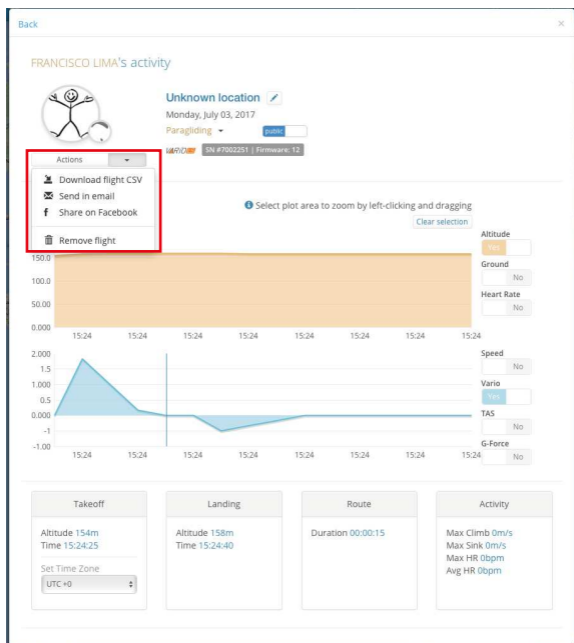 Back ×
FRANCISCO LIMA's activity
Unknown location
Monday, July 03, 2017
Paragliding
public
SN #7002251 | Firmware: 12
Actions
Download flight CSV
Send in email
f Share on Facebook
Remove flight
Select plot area to zoom by left-clicking and dragging
Clear selection
Altitude
Yes
Ground
No
Heart Rate
No
150.0
100.0
50.00
0.000
15:24 15:24 15:24 15:24 15:24 15:24 15:24 15:24
Speed
No
Vario
Yes
TAS
No
G-Force
No
2.000
1.5
1.000
0.5
0.000
-1
-1.00
15:24 15:24 15:24 15:24 15:24 15:24 15:24 15:24
Takeoff
Altitude 154m
Time 15:24:25
Set Time Zone
UTC +0
Landing
Altitude 158m
Time 15:24:40
Route
Duration 00:00:15
Activity
Max Climb 0m/s
Max Sink 0m/s
Max HR 0bpm
Avg HR 0bpm